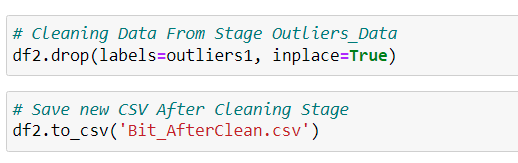 # Cleaning Data From Stage Outliers_Data
df2.drop(labels=outliers1, inplace=True)
# Save new CSV After Cleaning Stage
df2.to_csv('Bit_AfterClean.csv')